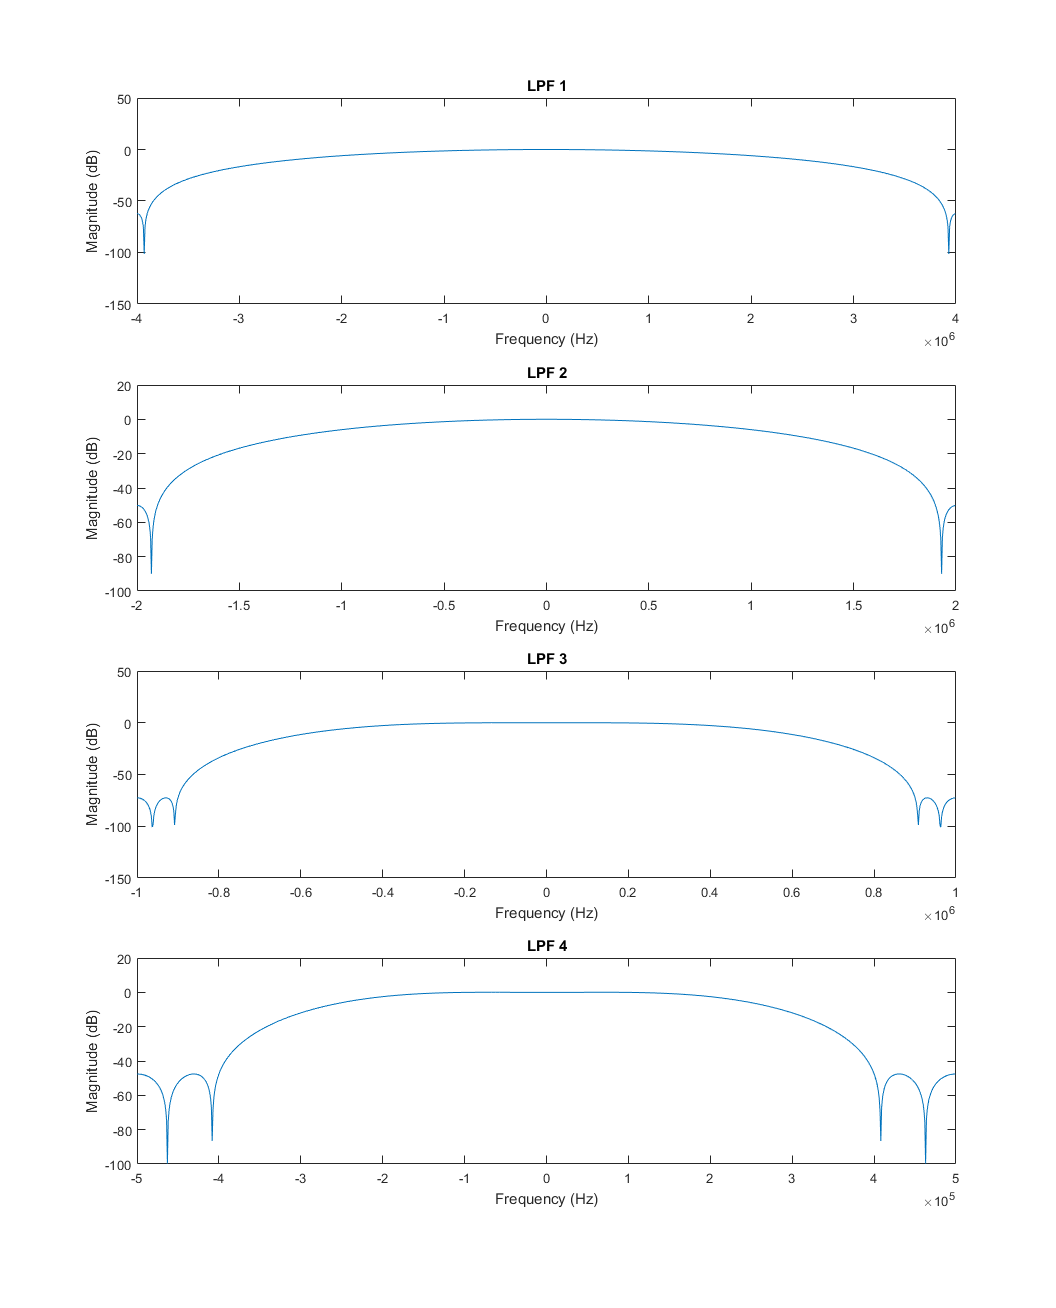 LPF 1
50
0
-50
-100
-150
Magnitude (dB)
-4 -3 -2 -1 0 1 2 3 4
Frequency (Hz)
×10^6
LPF 2
20
0
-20
-40
-60
-80
-100
Magnitude (dB)
-2 -1.5 -1 -0.5 0 0.5 1 1.5 2
Frequency (Hz)
×10^6
LPF 3
50
0
-50
-100
-150
Magnitude (dB)
-1 -0.8 -0.6 -0.4 -0.2 0 0.2 0.4 0.6 0.8 1
Frequency (Hz)
×10^6
LPF 4
20
0
-20
-40
-60
-80
-100
Magnitude (dB)
-5 -4 -3 -2 -1 0 1 2 3 4 5
Frequency (Hz)
×10^5